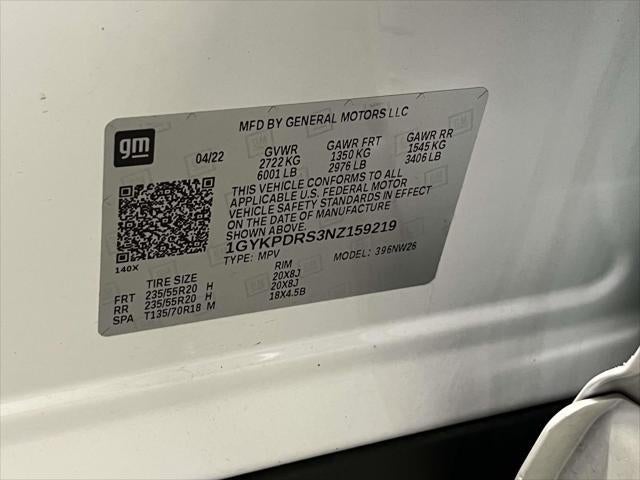 MFD BY GENERAL MOTORS LLC
gm
04/22 GVWR GAWR FRT GAWR RR
2722 KG 1350 KG 1545 KG
6001 LB 2976 LB 3406 LB
THIS VEHICLE CONFORMS TO ALL
APPLICABLE U.S. FEDERAL MOTOR
VEHICLE SAFETY STANDARDS IN EFFECT
ON THE DATE OF MANUFACTURE
SHOWN ABOVE.
1GYKPDRS3NZ159219
140X TYPE: MPV MODEL: 396NW26
TIRE SIZE RIM
FRT 235/55R20 H 20X8J
RR 235/55R20 H 20X8J
SPA T135/70R18 M 18X4.5B